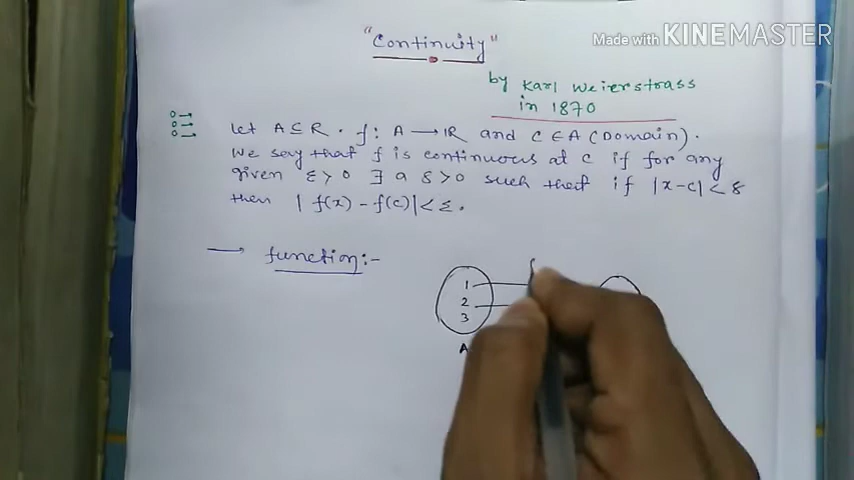 Made with KINEMASTER
"Continuity"
by Karl Weierstrass
in 1870
Let A ⊆ R. f: A → IR and C ∈ A (Domain).
We say that f is continuous at c if for any
given ε > 0 ∃ a δ > 0 such that if |x-c| < δ
then | f(x) - f(c)| < ε.
→ function:-
f
1
2
3
A